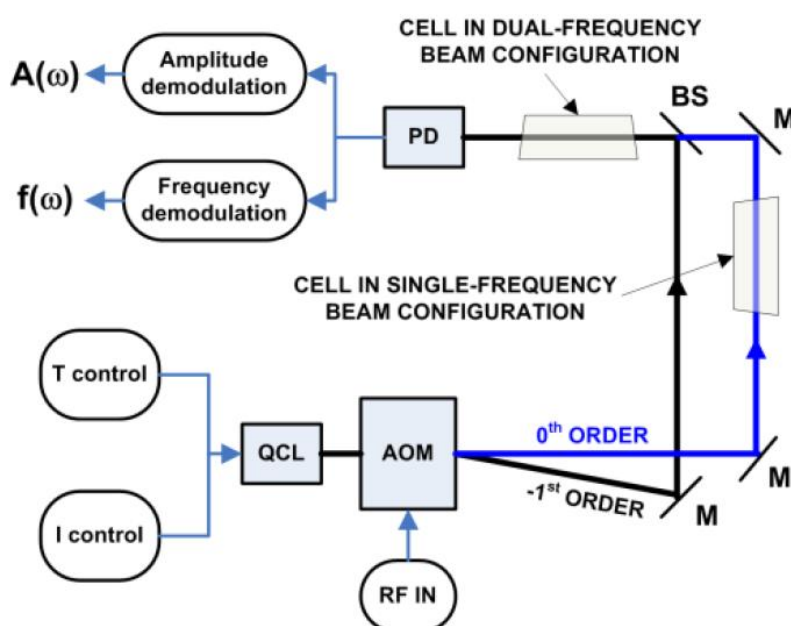 CELL IN DUAL-FREQUENCY
BEAM CONFIGURATION
A(ω)
Amplitude
demodulation
PD
BS
M
f(ω)
Frequency
demodulation
CELL IN SINGLE-FREQUENCY
BEAM CONFIGURATION
T control
QCL
AOM
0th ORDER
-1st ORDER
M
M
I control
RF IN